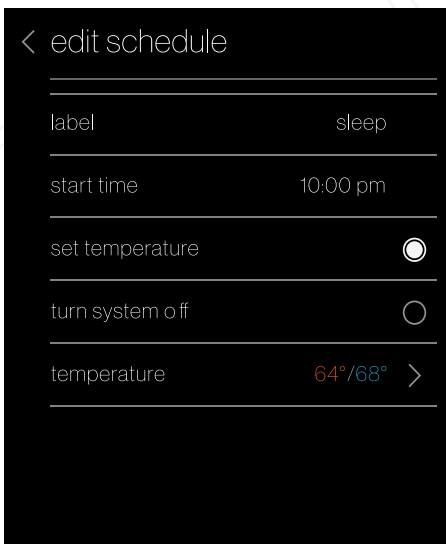 edit schedule
label sleep
start time 10:00 pm
set temperature
turn system off
temperature 64°/68°